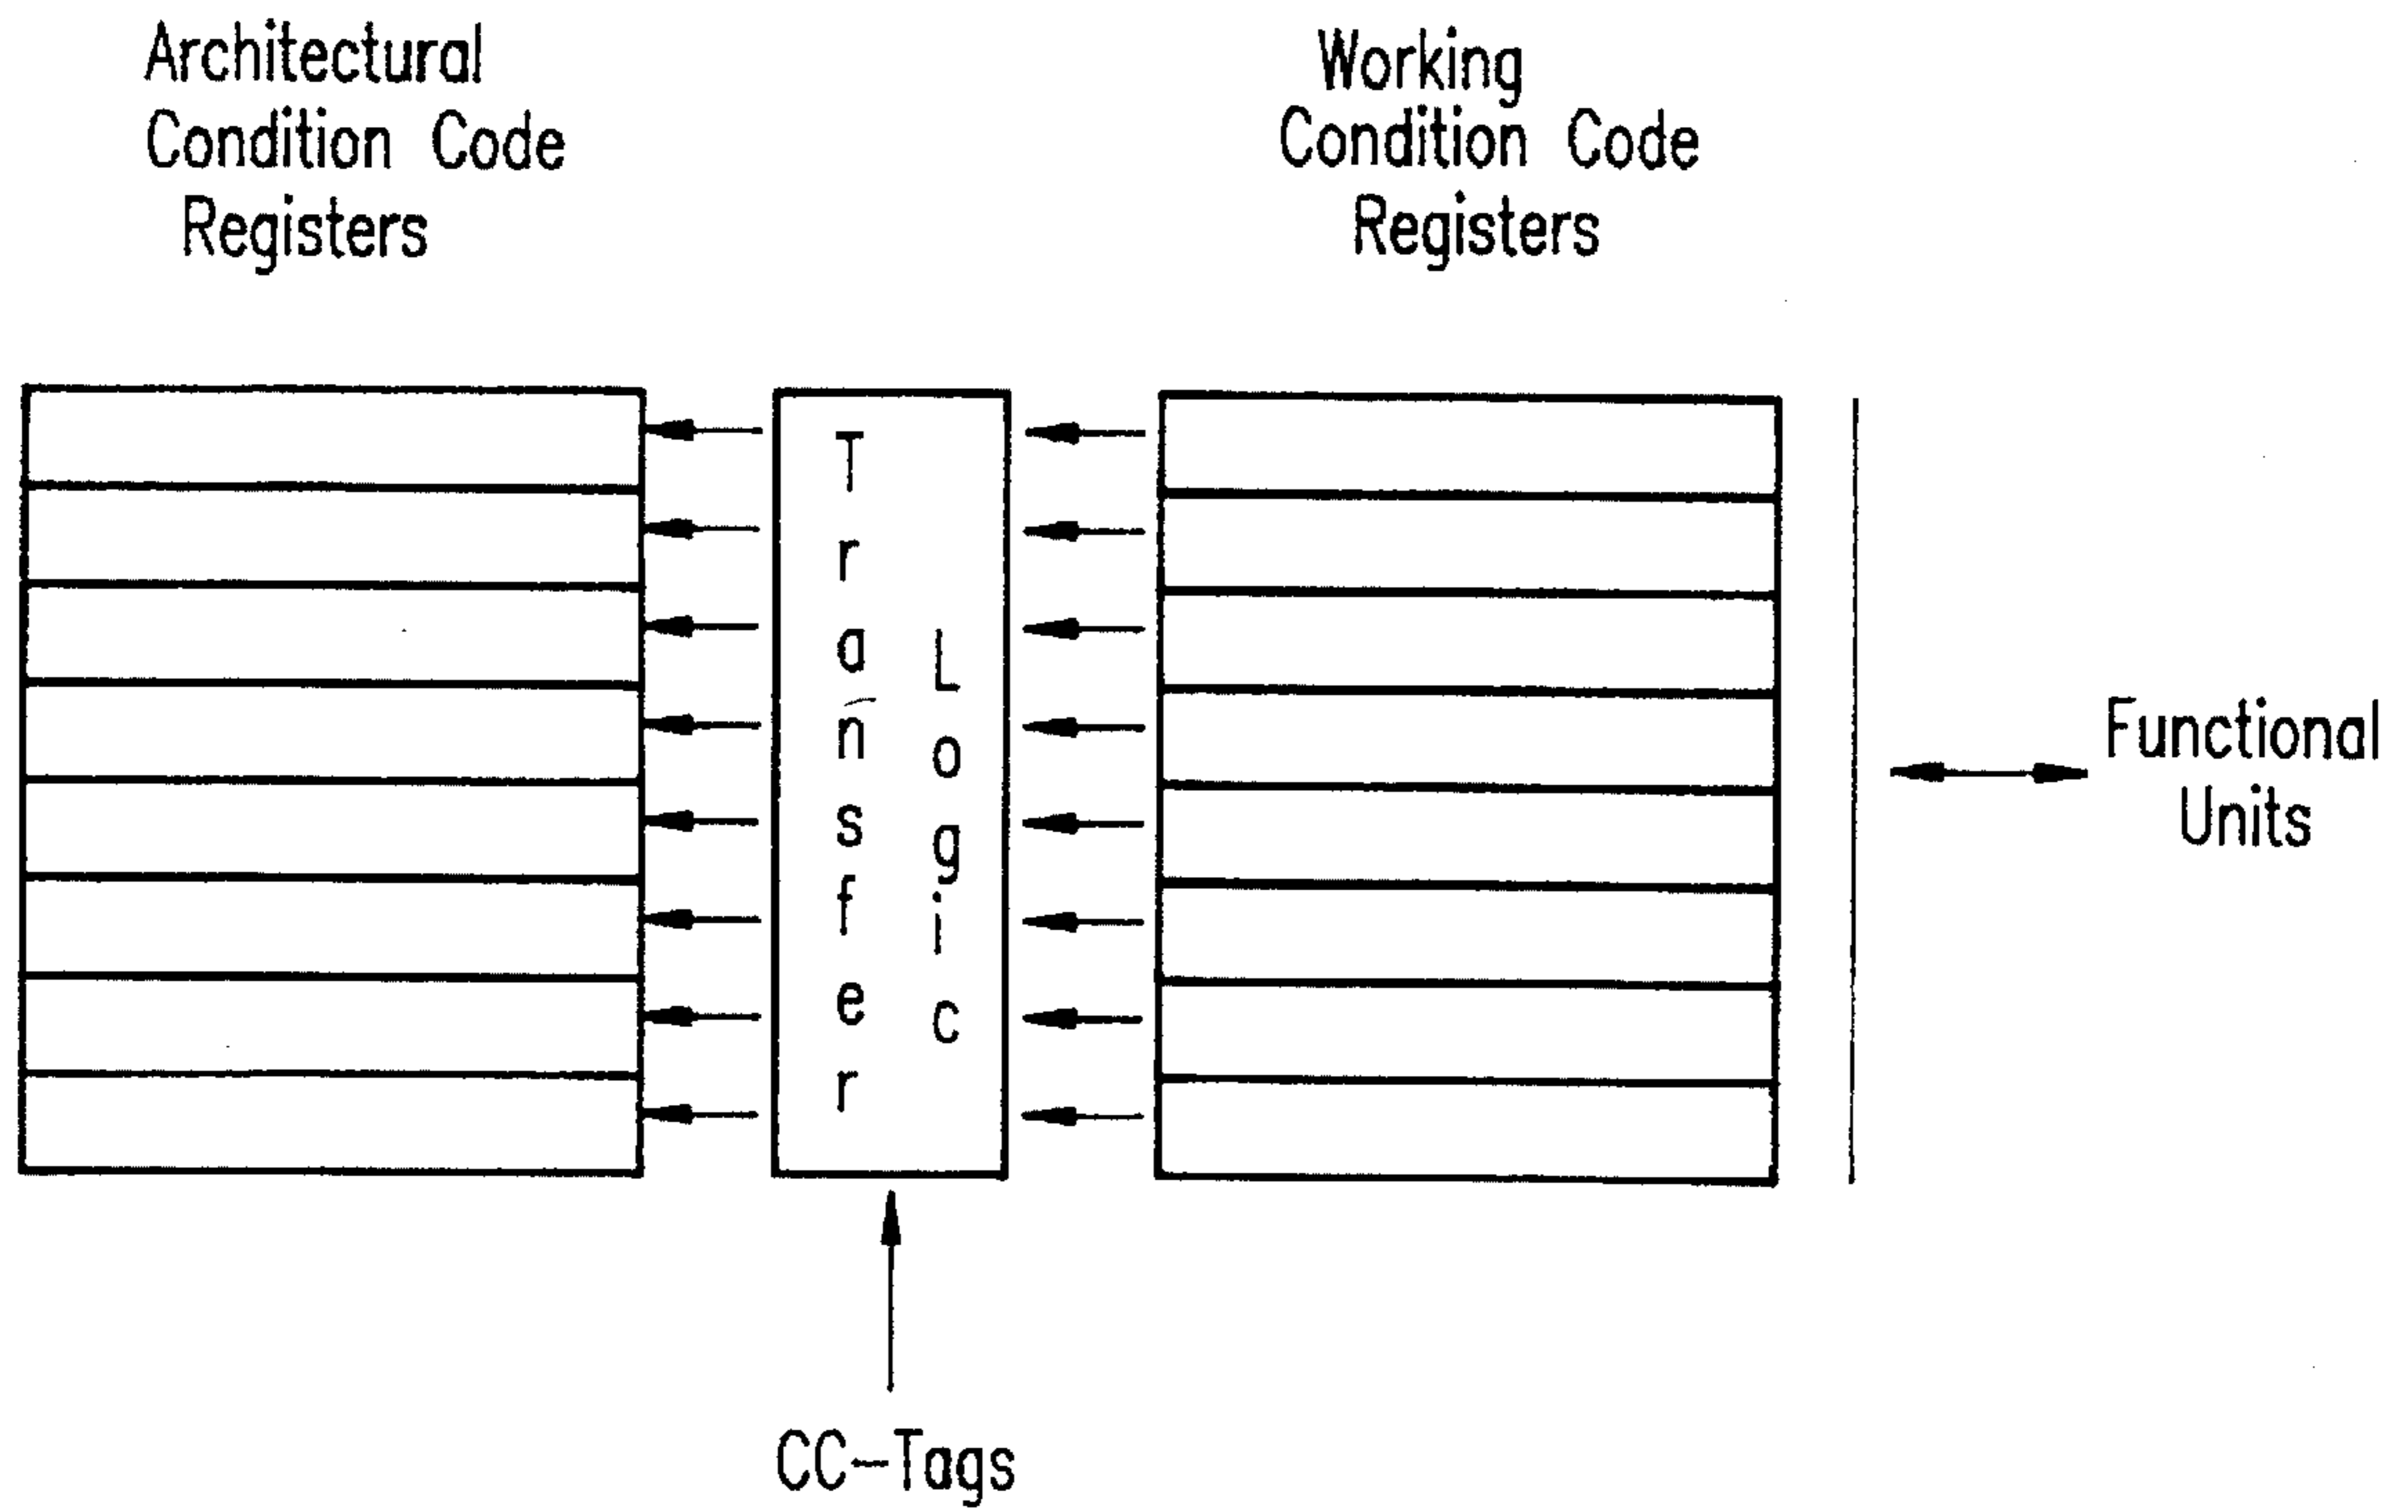 Architectural
Condition Code
Registers
Working
Condition Code
Registers
Transfer
Logic
Functional
Units
CC-Tags